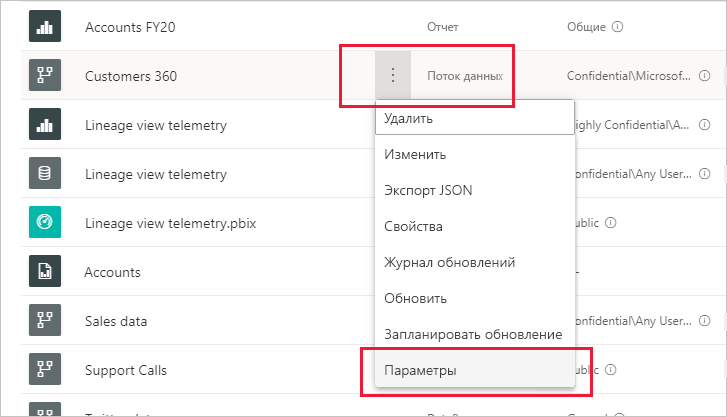 Accounts FY20 Отчет Общие
Customers 360 Поток данных Confidential\Microsof...
Lineage view telemetry ighly Confidential\A...
Удалить
Изменить
Lineage view telemetry onfidential\Any User...
Экспорт JSON
Lineage view telemetry.pbix ublic
Свойства
Accounts
Журнал обновлений
Обновить
Sales data onfidential\Any User...
Запланировать обновление
Support Calls ublic
Параметры